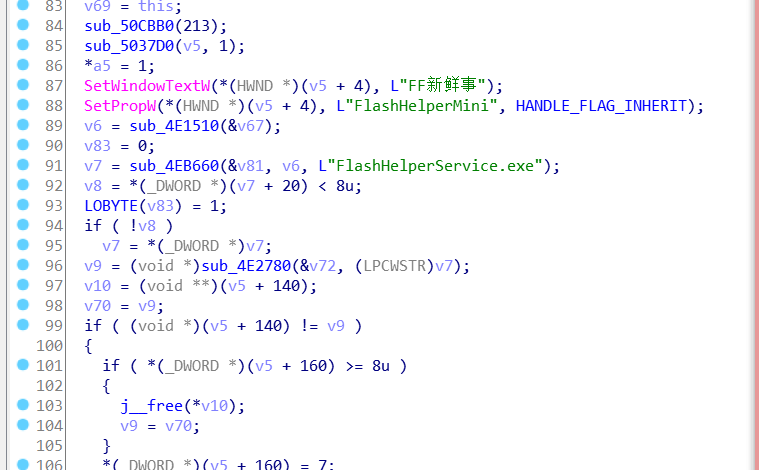 83 v69 = this;
84 sub_50CBB0(213);
85 sub_5037D0(v5, 1);
86 *a5 = 1;
87 SetWindowTextW(*(HWND *)(v5 + 4), L"FF新鲜事");
88 SetPropW(*(HWND *)(v5 + 4), L"FlashHelperMini", HANDLE_FLAG_INHERIT);
89 v6 = sub_4E1510(&v67);
90 v83 = 0;
91 v7 = sub_4EB660(&v81, v6, L"FlashHelperService.exe");
92 v8 = *(_DWORD *)(v7 + 20) < 8u;
93 LOBYTE(v83) = 1;
94 if ( !v8 )
95 v7 = *(_DWORD *)v7;
96 v9 = (void *)sub_4E2780(&v72, (LPCWSTR)v7);
97 v10 = (void **)(v5 + 140);
98 v70 = v9;
99 if ( (void *)(v5 + 140) != v9 )
100 {
101 if ( *(_DWORD *)(v5 + 160) >= 8u )
102 {
103 j__free(*v10);
104 v9 = v70;
105 }
106 *(_DWORD *)(v5 + 160) = 7;